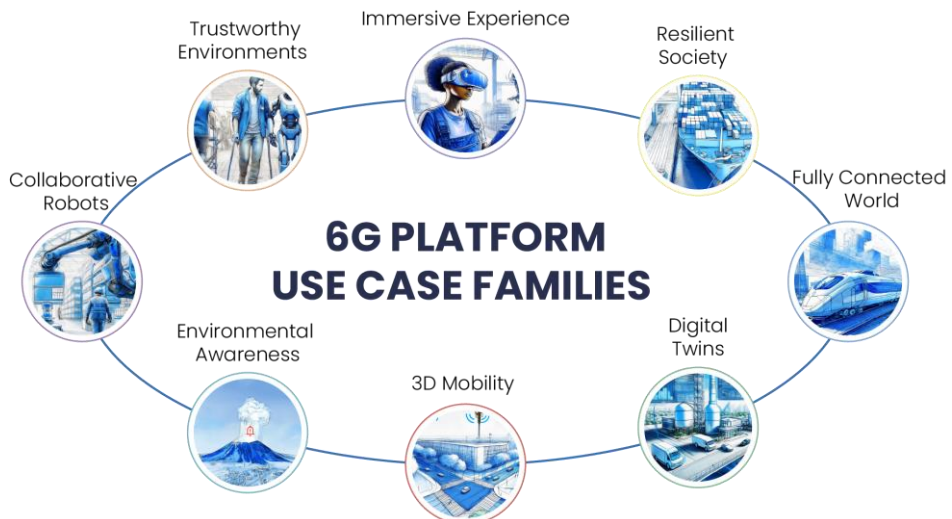 Immersive Experience
Trustworthy
Environments
Resilient
Society
Collaborative
Robots
Fully Connected
World
6G PLATFORM
USE CASE FAMILIES
Environmental
Awareness
3D Mobility
Digital
Twins